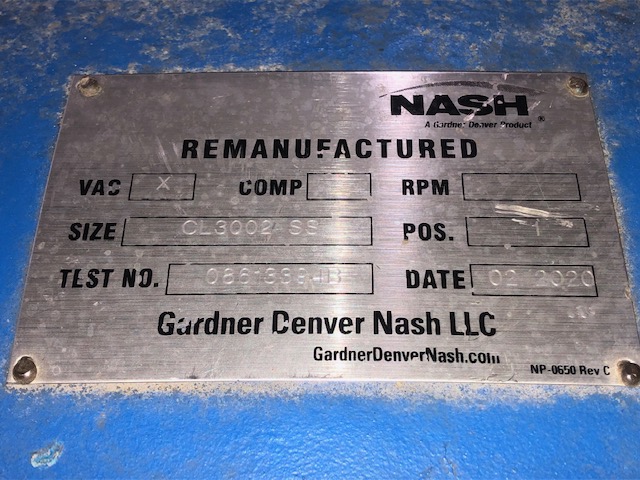 NASH
A Gardner Denver Product ®
REMANUFACTURED
VAC X COMP RPM
SIZE CL3002 SS POS. 1
TEST NO. DATE 02 2020
Gardner Denver Nash LLC
GardnerDenverNash.com
NP-0650 Rev C